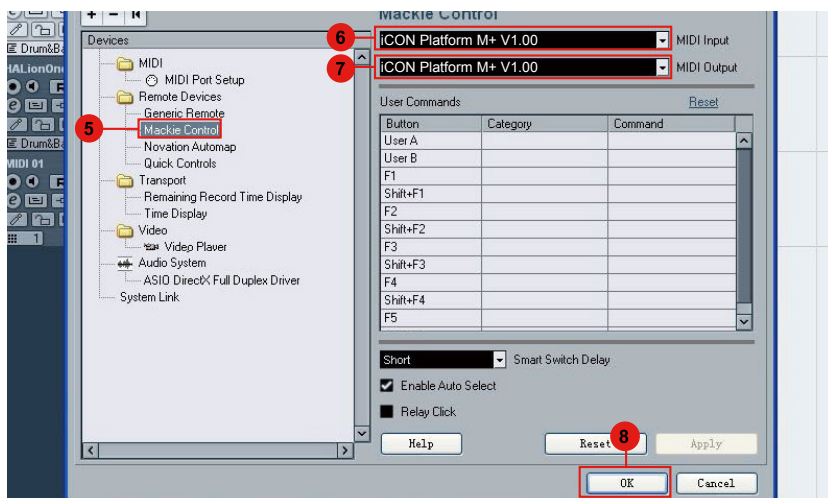 + - |◀
Mackie Control
Devices
6 iCON Platform M+ V1.00 MIDI Input
7 iCON Platform M+ V1.00 MIDI Output
MIDI
MIDI Port Setup
Remote Devices
Generic Remote
5 Mackie Control
Novation Automap
Quick Controls
Transport
Remaining Record Time Display
Time Display
Video
Video Player
Audio System
ASIO DirectX Full Duplex Driver
System Link
User Commands Reset
Button Category Command
User A
User B
F1
Shift+F1
F2
Shift+F2
F3
Shift+F3
F4
Shift+F4
F5
Short Smart Switch Delay
Enable Auto Select
Relay Click
Help Reset Apply
8
OK Cancel
Drum&Ba
HALionOne
Drum&Ba
MIDI 01
1